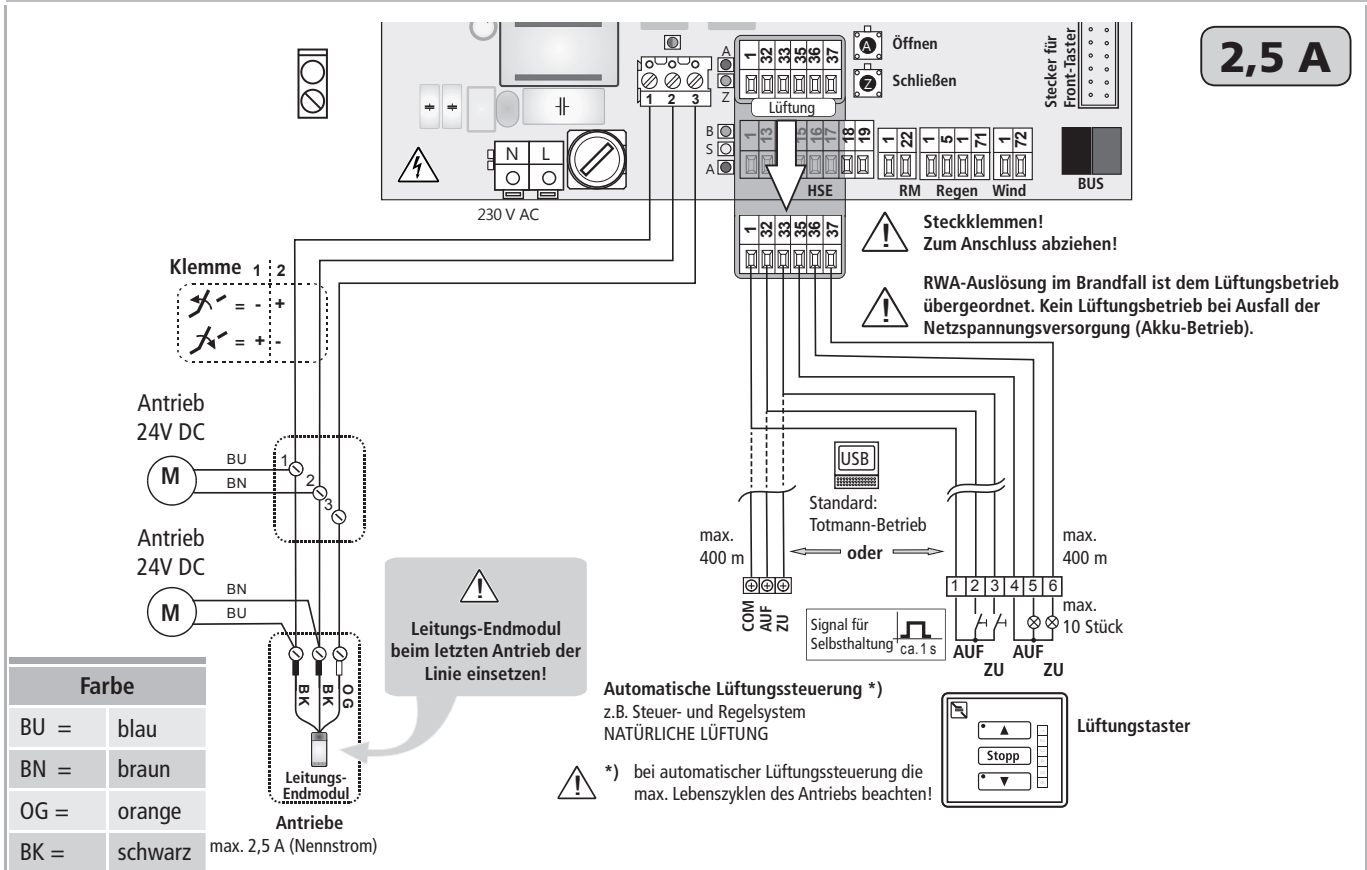 2,5 A
A
Z
1 2 3
1 32 33 35 36 37
Lüftung
A Öffnen
Z Schließen
Stecker für
Front-Taster
B
S
A
1 13 15 16 17 18 19
HSE
1 22
RM
1 5 1 71
Regen
1 72
Wind
BUS
N L
230 V AC
1 32 33 35 36 37
Steckklemmen!
Zum Anschluss abziehen!
RWA-Auslösung im Brandfall ist dem Lüftungsbetrieb
übergeordnet. Kein Lüftungsbetrieb bei Ausfall der
Netzspannungsversorgung (Akku-Betrieb).
Klemme 1 2
= - +
= + -
Antrieb
24V DC
M
BU
BN
1
2
3
Antrieb
24V DC
M
BN
BU
BK
BK
OG
Leitungs-
Endmodul
Antriebe
max. 2,5 A (Nennstrom)
Leitungs-Endmodul
beim letzten Antrieb der
Linie einsetzen!
USB
Standard:
Totmann-Betrieb
oder
max.
400 m
COM
AUF
ZU
Signal für
Selbsthaltung
ca.1 s
max.
400 m
1 2 3 4 5 6
max.
10 Stück
AUF
ZU
AUF
ZU
Automatische Lüftungssteuerung *)
z.B. Steuer- und Regelsystem
NATÜRLICHE LÜFTUNG
*) bei automatischer Lüftungssteuerung die
max. Lebenszyklen des Antriebs beachten!
Stopp
Lüftungstaster
Farbe
BU = blau
BN = braun
OG = orange
BK = schwarz